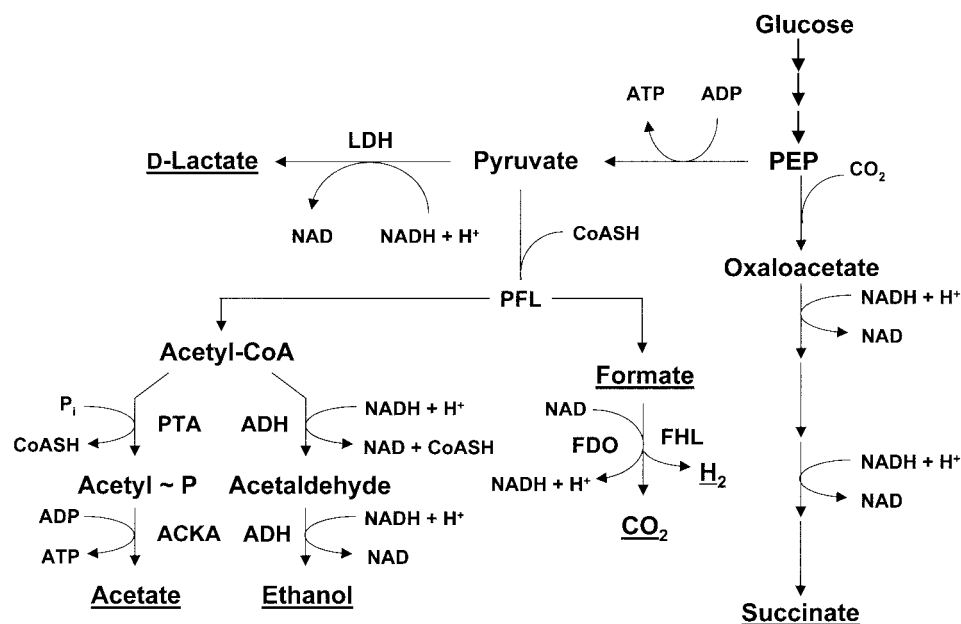 Glucose
ATP ADP
LDH
D-Lactate Pyruvate PEP
CO₂
NAD NADH + H⁺ CoASH
Oxaloacetate
PFL NADH + H⁺
NAD
Acetyl-CoA
Formate
Pᵢ NADH + H⁺ NAD
PTA ADH FDO FHL
CoASH NAD + CoASH
NADH + H⁺ H₂ NADH + H⁺
Acetyl ~ P Acetaldehyde
NAD
ADP NADH + H⁺
ACKA ADH CO₂
ATP NAD
Acetate Ethanol
Succinate